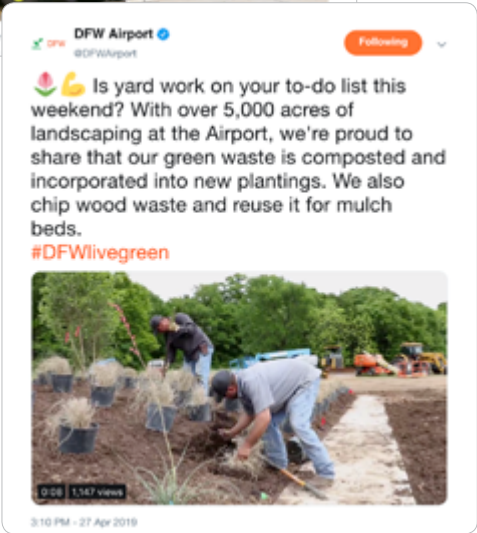 DFW
DFW Airport
@DFWAirport
Following
🌷💪 Is yard work on your to-do list this
weekend? With over 5,000 acres of
landscaping at the Airport, we're proud to
share that our green waste is composted and
incorporated into new plantings. We also
chip wood waste and reuse it for mulch
beds.
#DFWlivegreen
0:08 1,147 views
3:10 PM - 27 Apr 2019